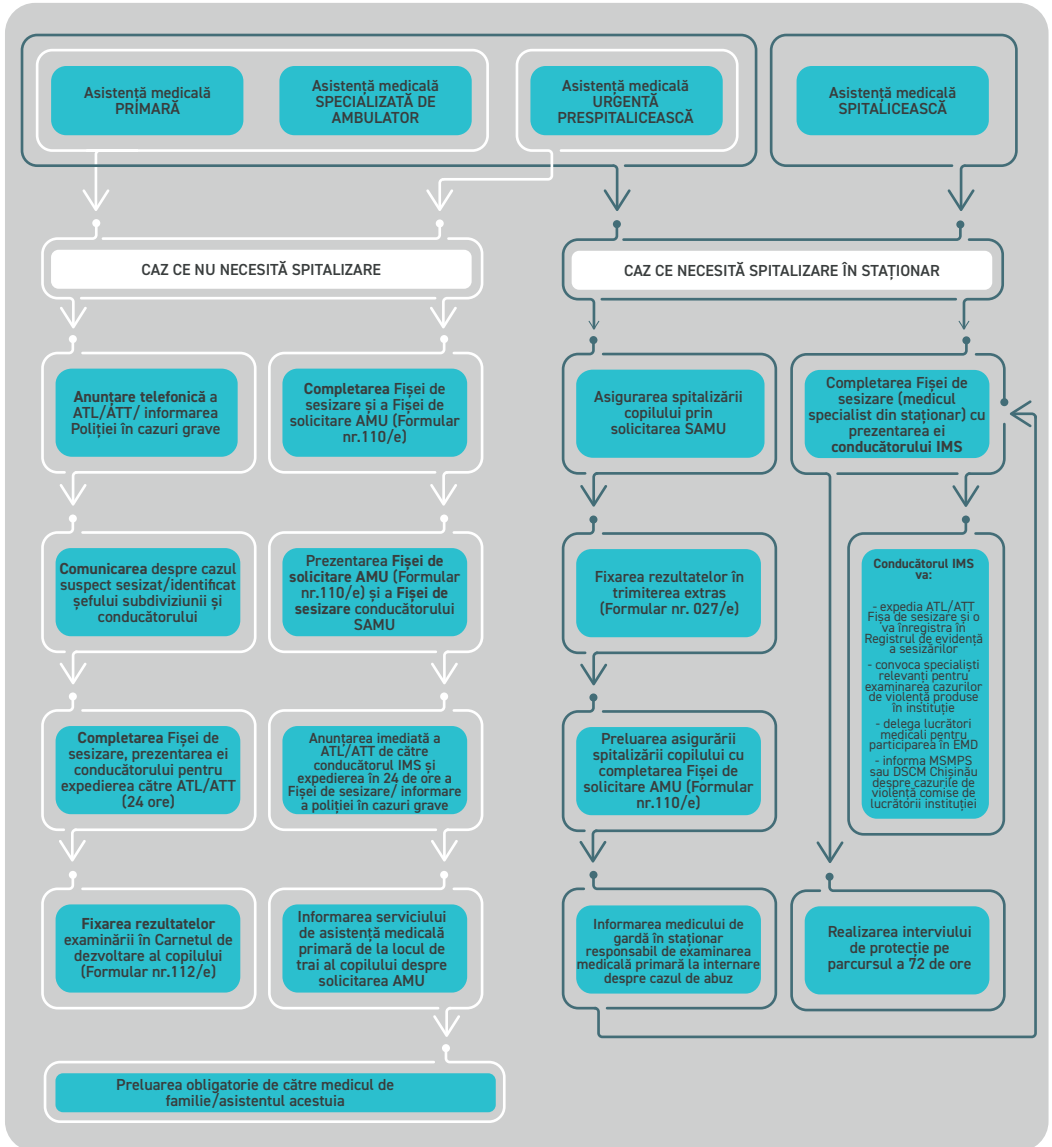 Asistență medicală
PRIMARĂ
Asistență medicală
SPECIALIZATĂ DE
AMBULATOR
Asistență medicală
URGENTĂ
PRESPITALICEASCĂ
Asistență medicală
SPITALICEASCĂ
CAZ CE NU NECESITĂ SPITALIZARE
CAZ CE NECESITĂ SPITALIZARE ÎN STAȚIONAR
Anunțare telefonică a
ATL/ATT/ informarea
Poliției în cazuri grave
Completarea Fișei de
sesizare și a Fișei de
solicitare AMU (Formular
nr.110/e)
Asigurarea spitalizării
copilului prin
solicitarea SAMU
Completarea Fișei de
sesizare (medicul
specialist din staționar) cu
prezentarea ei
conducătorului IMS
Comunicarea despre cazul
suspect sesizat/identificat
șefului subdiviziunii și
conducătorului
Prezentarea Fișei de
solicitare AMU (Formular
nr.110/e) și a Fișei de
sesizare conducătorului
SAMU
Fixarea rezultatelor în
trimiterea extras
(Formular nr. 027/e)
Conducătorul IMS
va:
- expedia ATL/ATT
Fișa de sesizare și o
va înregistra în
Registrul de evidență
a sesizărilor
- convoca specialiști
relevanți pentru
examinarea cazurilor
de violență produse
în instituție
- delega lucrători
medicali pentru
participarea în EMD
- informa MSMPS
sau DSCM Chișinău
despre cazurile de
violență comise de
lucrătorii instituției
Completarea Fișei de
sesizare, prezentarea ei
conducătorului pentru
expedierea către ATL/ATT
(24 ore)
Anunțarea imediată a
ATL/ATT de către
conducătorul IMS și
expedierea în 24 de ore a
Fișei de sesizare/ informare
a poliției în cazuri grave
Preluarea asigurării
spitalizării copilului cu
completarea Fișei de
solicitare AMU (Formular
nr.110/e)
Fixarea rezultatelor
examinării în Carnetul de
dezvoltare al copilului
(Formular nr.112/e)
Informarea serviciului
de asistență medicală
primară de la locul de
trai al copilului despre
solicitarea AMU
Informarea medicului de
gardă în staționar
responsabil de examinarea
medicală primară la internare
despre cazul de abuz
Realizarea interviului
de protecție pe
parcursul a 72 de ore
Preluarea obligatorie de către medicul de
familie/asistentul acestuia